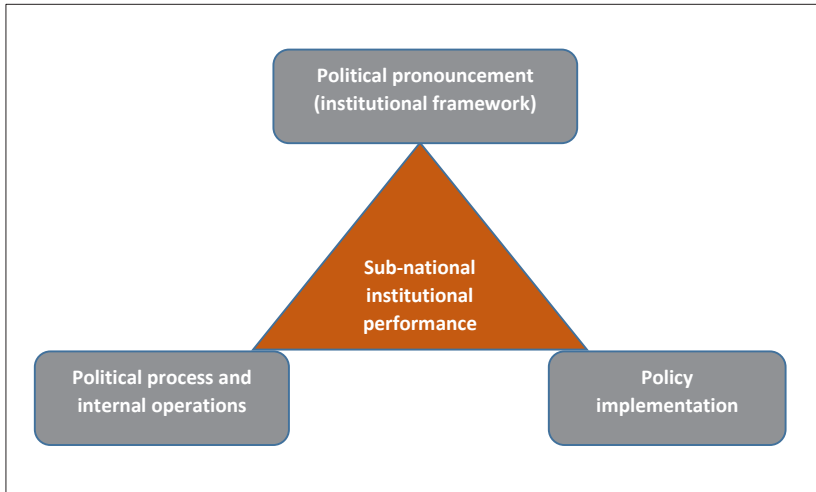 Political pronouncement
(institutional framework)
Sub-national
institutional
performance
Political process and
internal operations
Policy
implementation